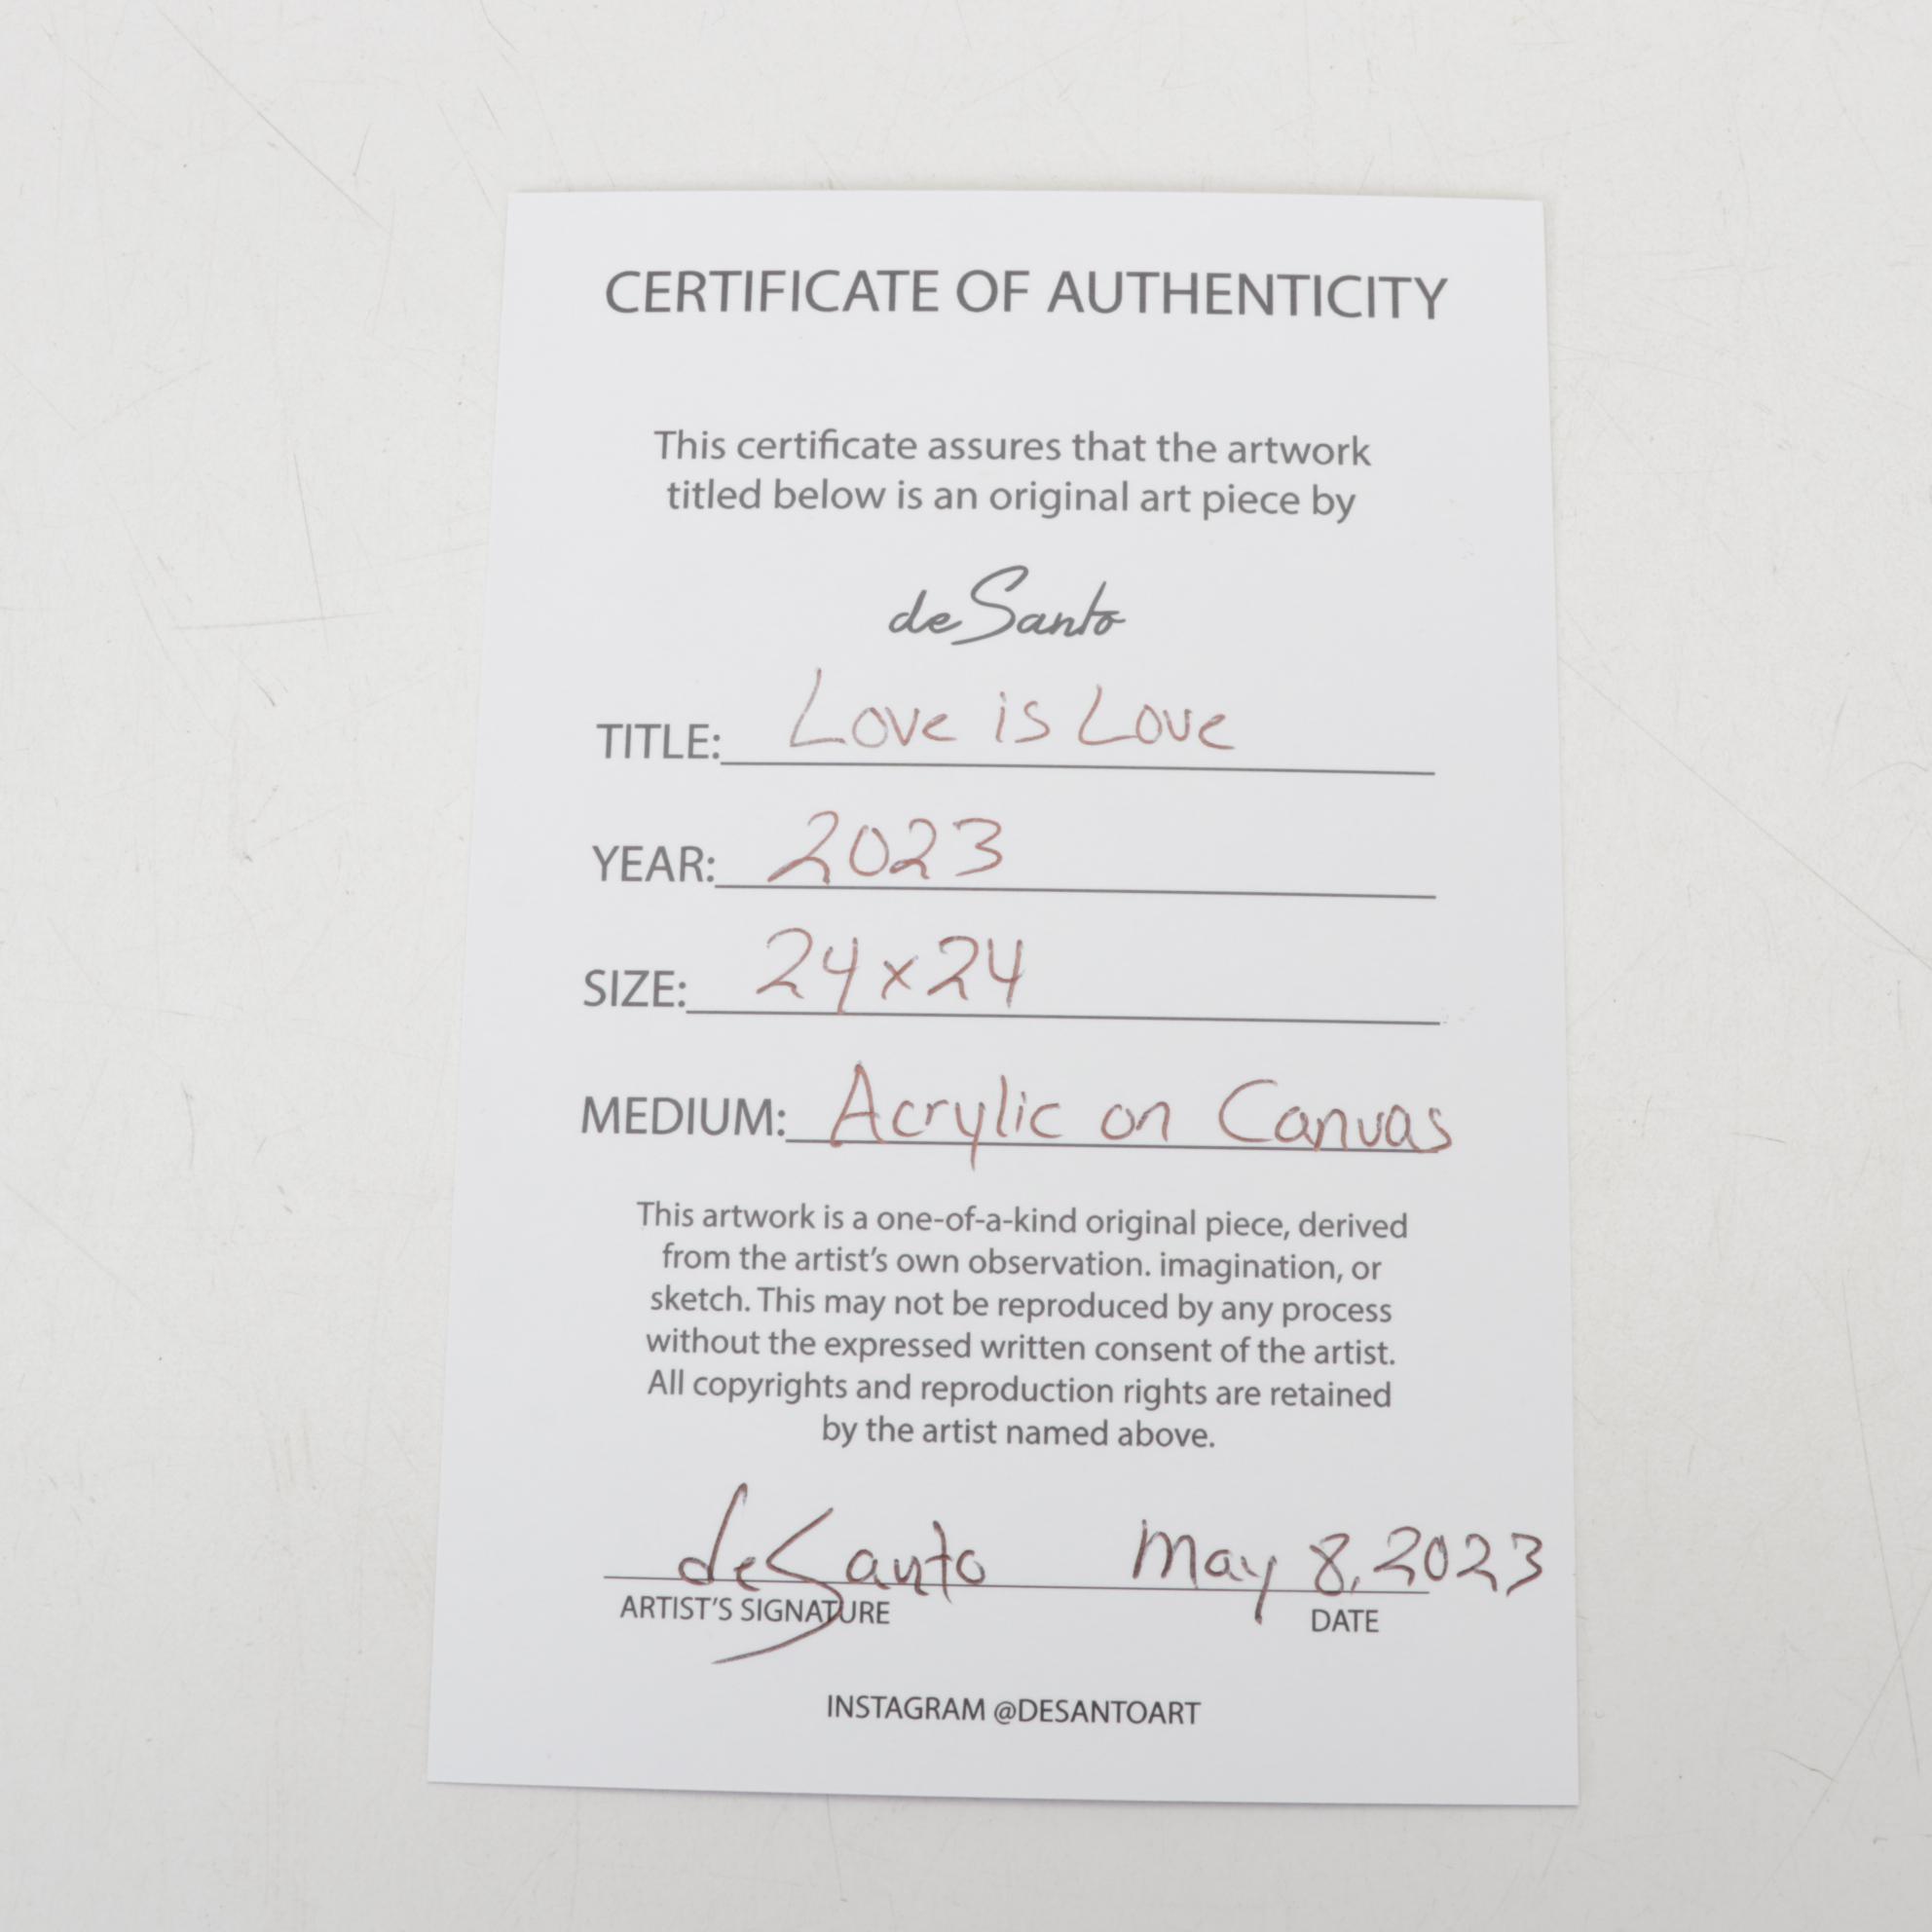 CERTIFICATE OF AUTHENTICITY
This certificate assures that the artwork
titled below is an original art piece by
deSanto
TITLE: Love is Love
YEAR: 2023
SIZE: 24x24
MEDIUM: Acrylic on Canvas
This artwork is a one-of-a-kind original piece, derived
from the artist's own observation. imagination, or
sketch. This may not be reproduced by any process
without the expressed written consent of the artist.
All copyrights and reproduction rights are retained
by the artist named above.
deSanto May 8, 2023
ARTIST'S SIGNATURE DATE
INSTAGRAM @DESANTOART